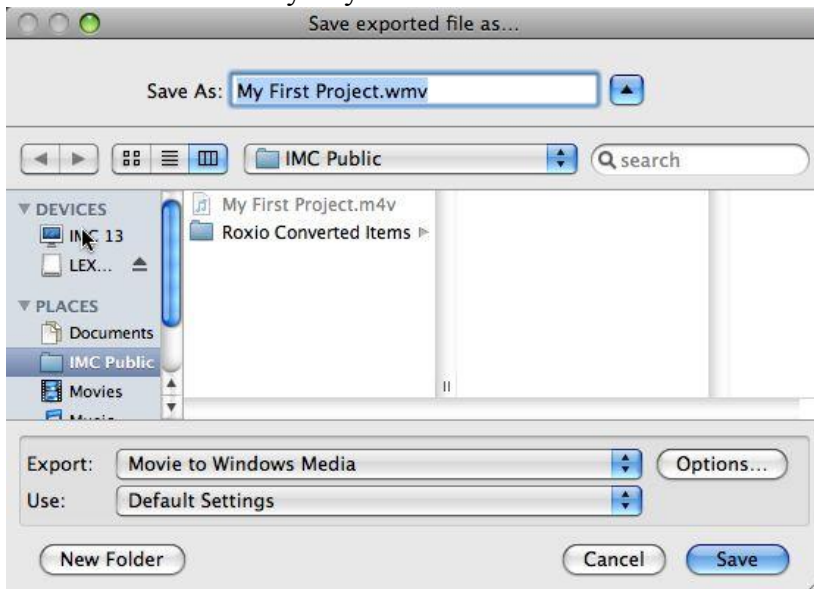 Save exported file as...
Save As: My First Project.wmv
IMC Public
search
DEVICES
IMC 13
LEX...
PLACES
Documents
IMC Public
Movies
My First Project.m4v
Roxio Converted Items
Export: Movie to Windows Media
Options...
Use: Default Settings
New Folder
Cancel
Save